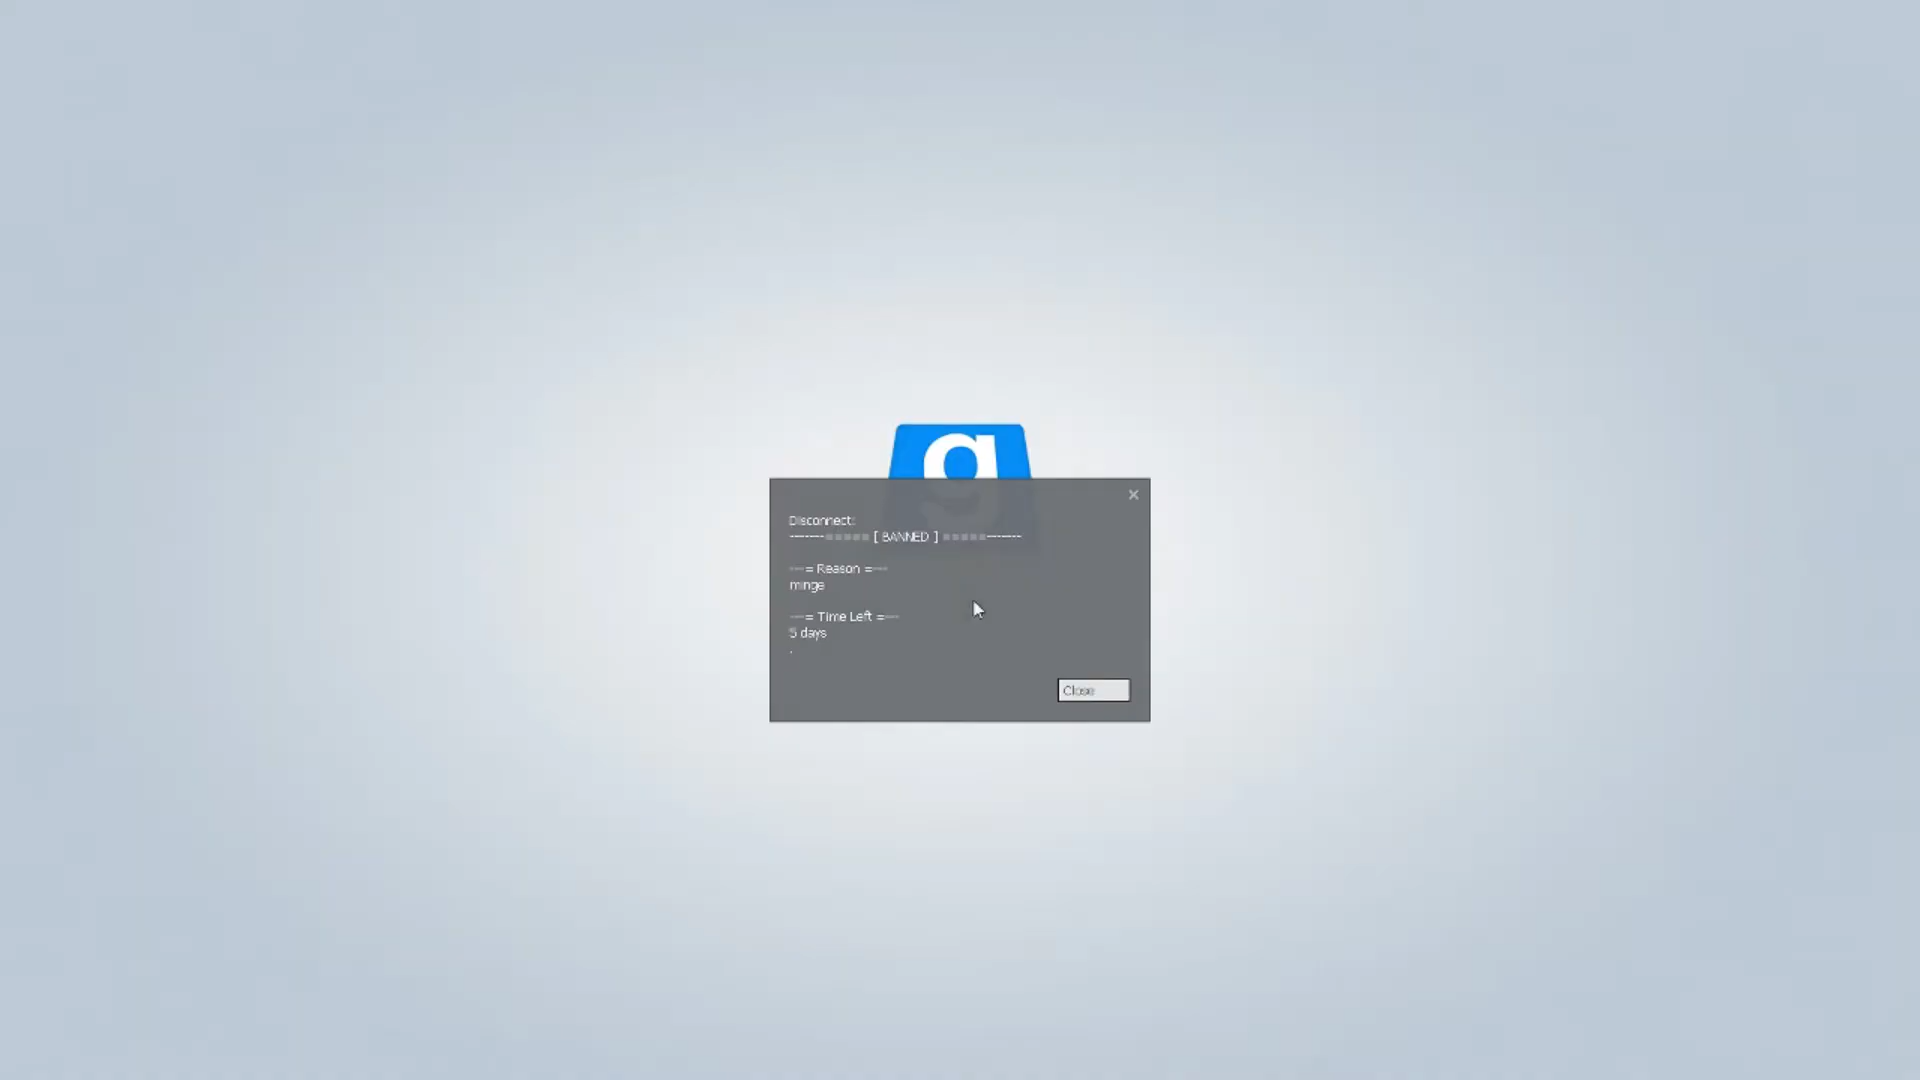 g
Disconnect:
-------===== [ BANNED ] =====-------
---= Reason =---
minge
---= Time Left =---
5 days
.
Close